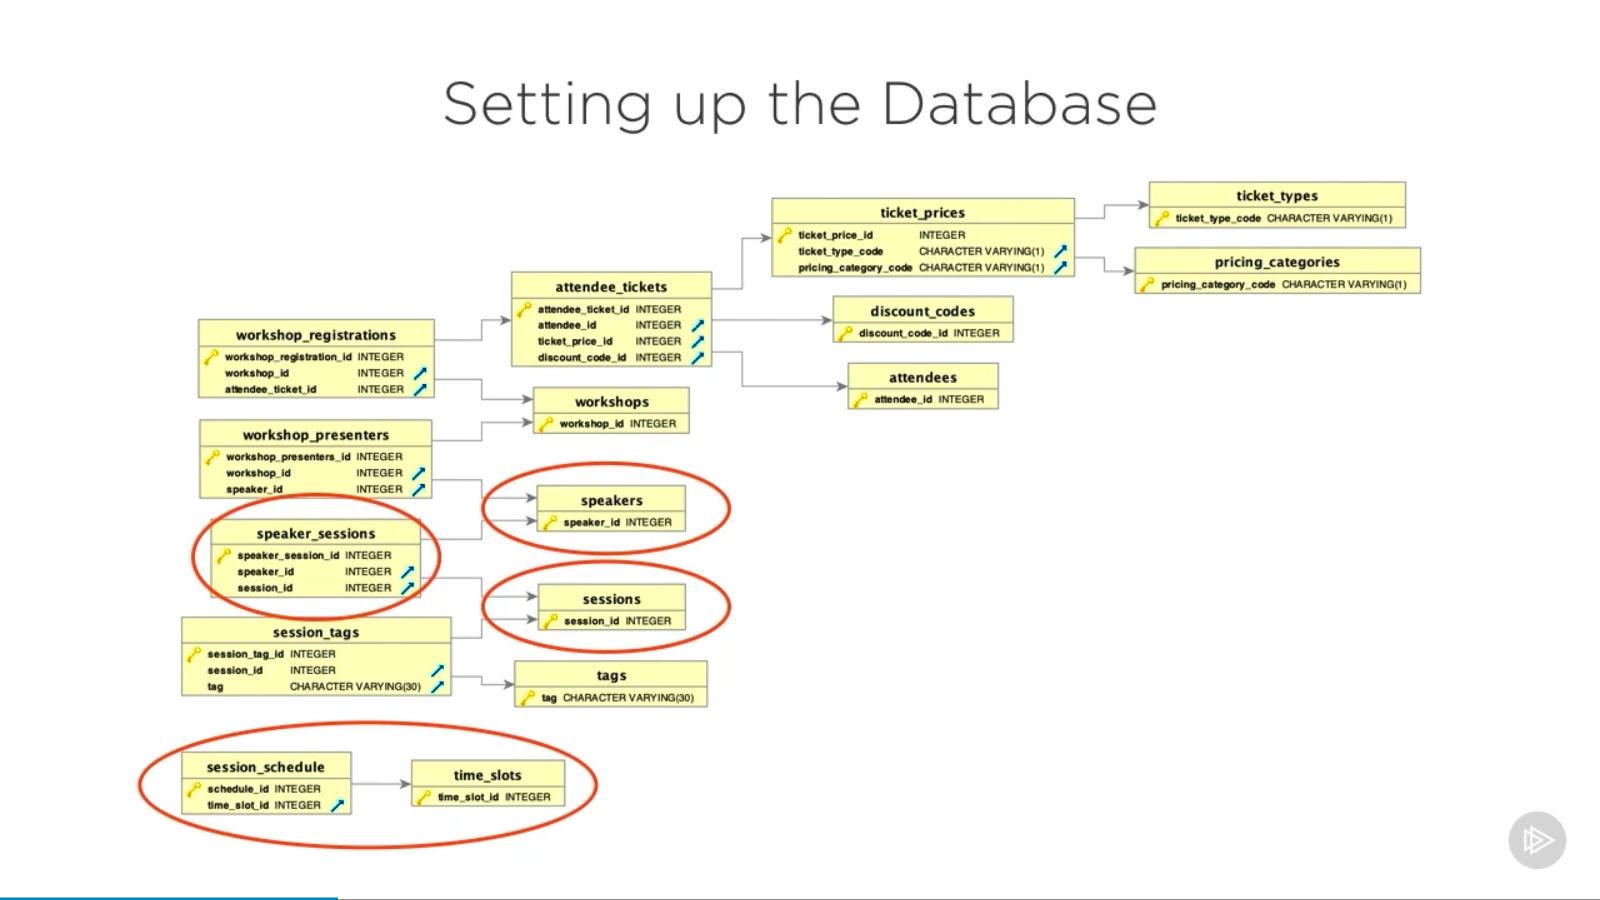 Setting up the Database
ticket_types
ticket_type_code CHARACTER VARYING(1)
ticket_prices
ticket_price_id INTEGER
ticket_type_code CHARACTER VARYING(1)
pricing_category_code CHARACTER VARYING(1)
pricing_categories
pricing_category_code CHARACTER VARYING(1)
attendee_tickets
attendee_ticket_id INTEGER
attendee_id INTEGER
ticket_price_id INTEGER
discount_code_id INTEGER
discount_codes
discount_code_id INTEGER
workshop_registrations
workshop_registration_id INTEGER
workshop_id INTEGER
attendee_ticket_id INTEGER
attendees
attendee_id INTEGER
workshops
workshop_id INTEGER
workshop_presenters
workshop_presenters_id INTEGER
workshop_id INTEGER
speaker_id INTEGER
speakers
speaker_id INTEGER
speaker_sessions
speaker_session_id INTEGER
speaker_id INTEGER
session_id INTEGER
sessions
session_id INTEGER
session_tags
session_tag_id INTEGER
session_id INTEGER
tag CHARACTER VARYING(30)
tags
tag CHARACTER VARYING(30)
session_schedule
schedule_id INTEGER
time_slot_id INTEGER
time_slots
time_slot_id INTEGER